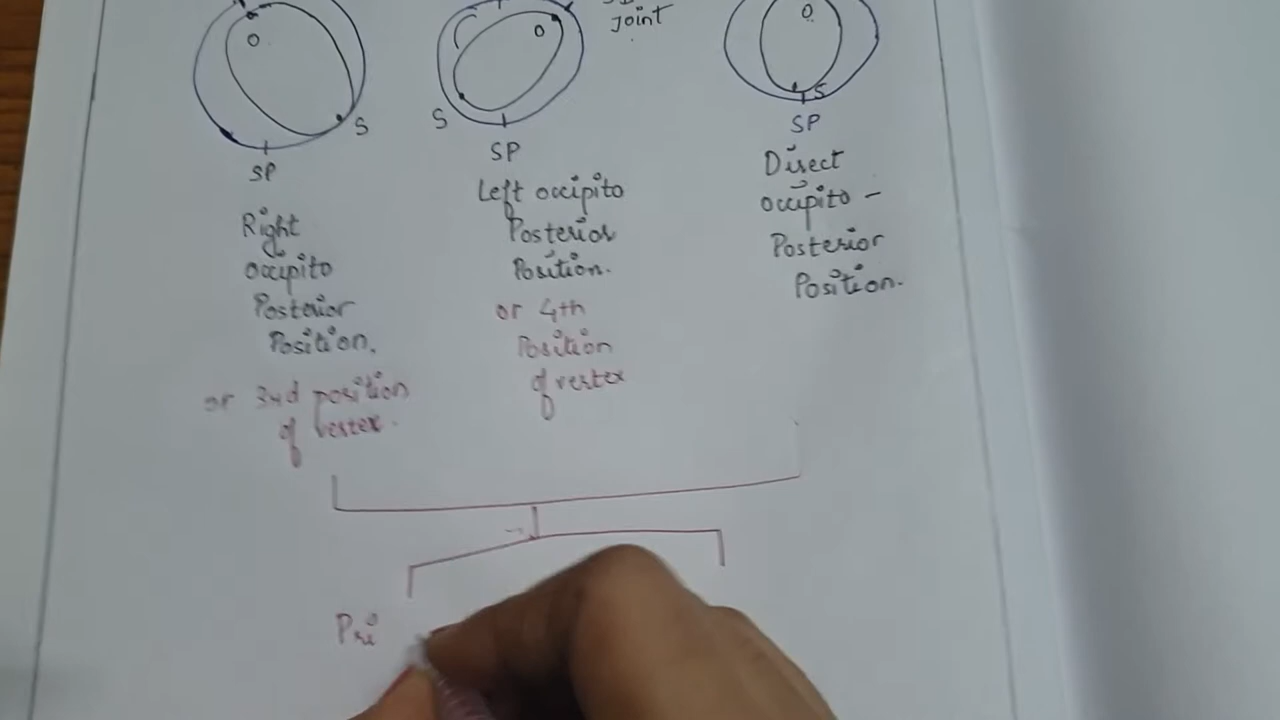 Joint
O
O
O
S
S
S
SP
SP
SP
Right
occipito
Posterior
Position.
or 3rd position
of vertex.
Left occipito
Posterior
Position.
or 4th
Position
of vertex
Direct
occipito -
Posterior
Position.
Pri